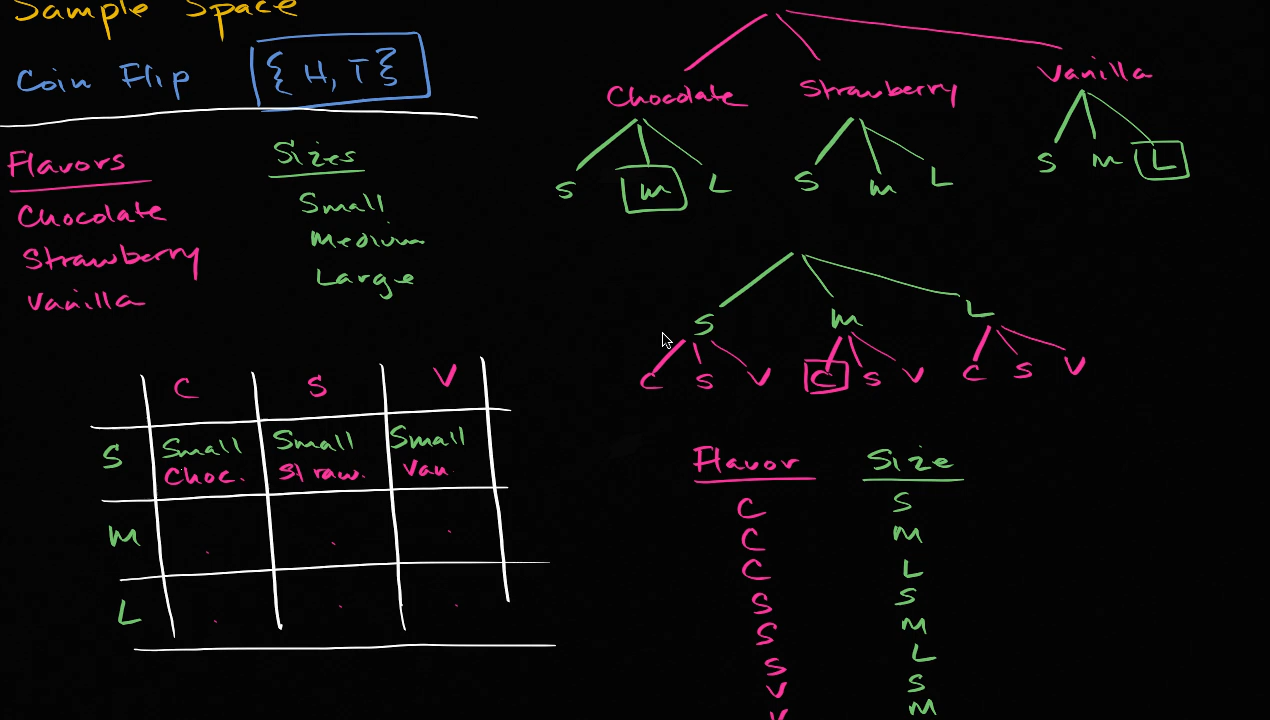 Sample Space
Coin Flip {H, T}
Flavors
Chocolate
Strawberry
Vanilla
Sizes
Small
Medium
Large
Chocolate Strawberry Vanilla
S M L S M L S M L
S M L
C S V C S V C S V
C S V
S Small Choc. Small Straw. Small Van.
M
L
Flavor Size
C S
C M
C L
S S
S M
S L
V S
V M